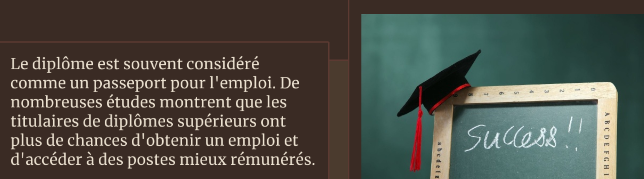 Le diplôme est souvent considéré
comme un passeport pour l'emploi. De
nombreuses études montrent que les
titulaires de diplômes supérieurs ont
plus de chances d'obtenir un emploi et
d'accéder à des postes mieux rémunérés.
Success!!